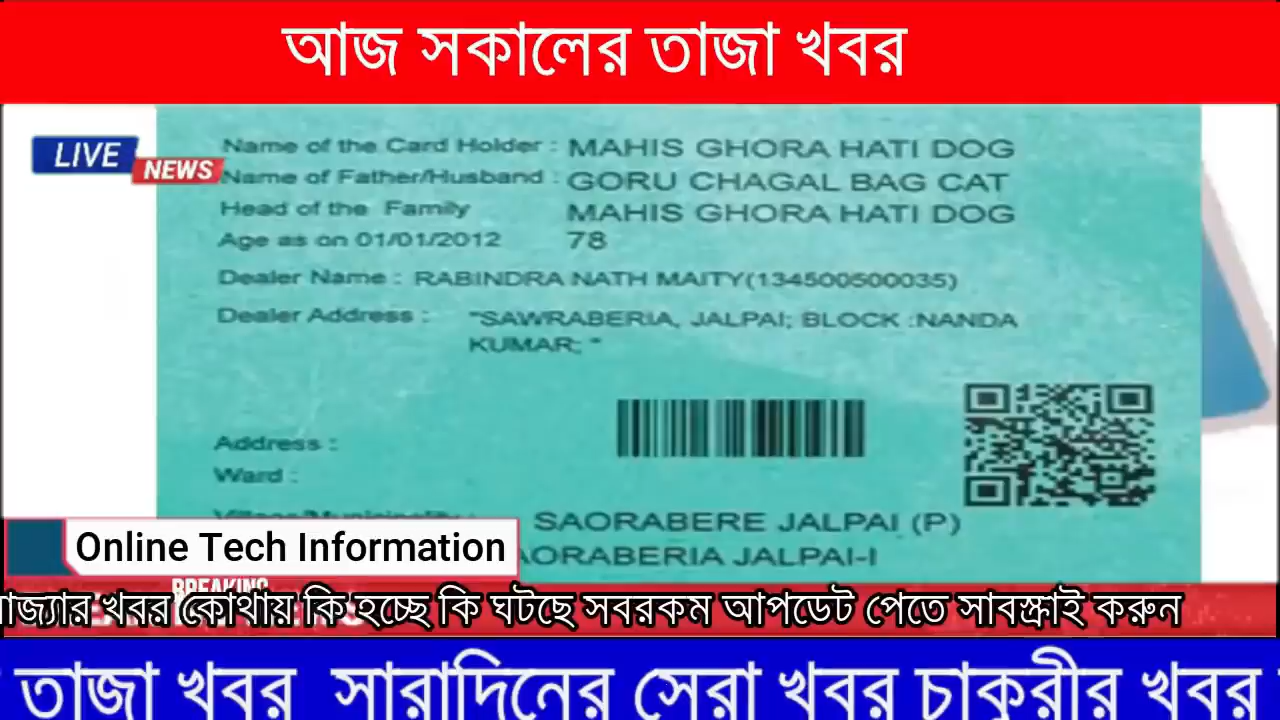 আজ সকালের তাজা খবর
LIVE
NEWS
Name of the Card Holder : MAHIS GHORA HATI DOG
Name of Father/Husband : GORU CHAGAL BAG CAT
Head of the Family MAHIS GHORA HATI DOG
Age as on 01/01/2012 78
Dealer Name : RABINDRA NATH MAITY(134500500035)
Dealer Address : "SAWRABERIA, JALPAI; BLOCK :NANDA
KUMAR; "
Address :
Ward :
Village/Municipality : SAORABERE JALPAI (P)
AORABERIA JALPAI-I
Online Tech Information
BREAKING
রাজ্যার খবর কোথায় কি হচ্ছে কি ঘটছে সবরকম আপডেট পেতে সাবস্ক্রাই করুন
তাজা খবর সারাদিনের সেরা খবর চাকুরীর খবর